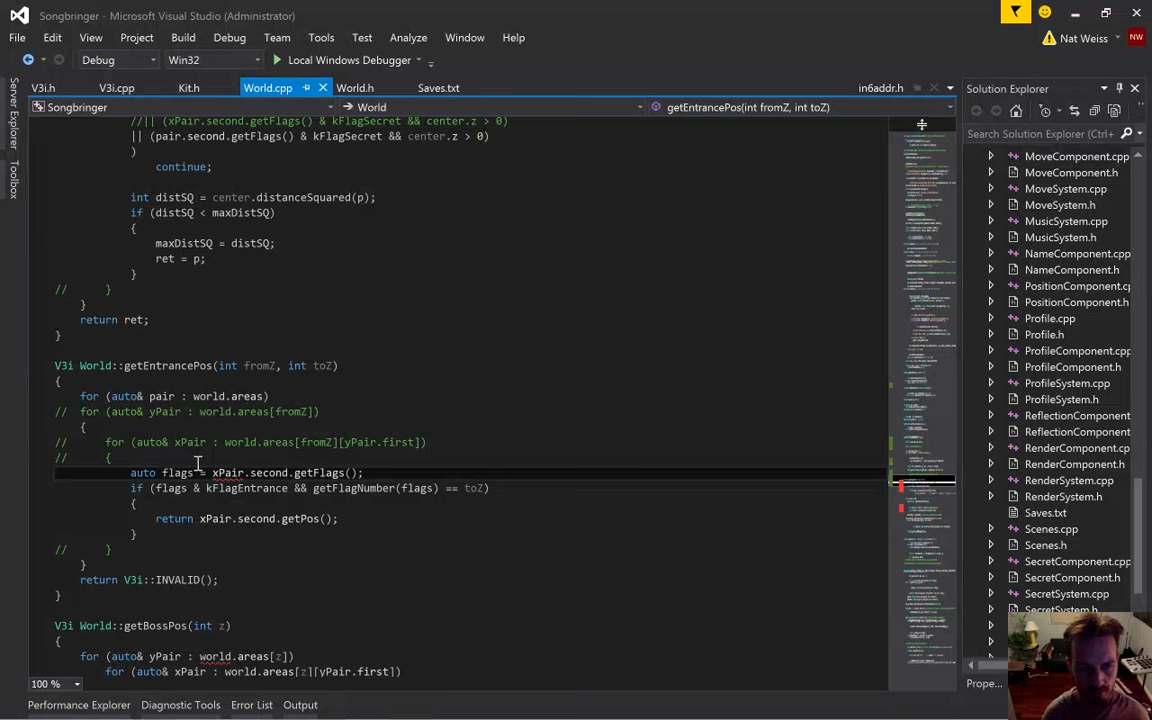 Songbringer - Microsoft Visual Studio (Administrator)
File Edit View Project Build Debug Team Tools Test Analyze Window Help
Nat Weiss NW
Debug Win32 Local Windows Debugger
Server Explorer
Toolbox
V3i.h V3i.cpp Kit.h World.cpp World.h Saves.txt in6addr.h
Songbringer World getEntrancePos(int fromZ, int toZ)
//|| (xPair.second.getFlags() & kFlagSecret && center.z > 0)
|| (pair.second.getFlags() & kFlagSecret && center.z > 0)
)
continue;
int distSQ = center.distanceSquared(p);
if (distSQ < maxDistSQ)
{
maxDistSQ = distSQ;
ret = p;
}
// }
}
return ret;
}
V3i World::getEntrancePos(int fromZ, int toZ)
{
for (auto& pair : world.areas)
// for (auto& yPair : world.areas[fromZ])
{
// for (auto& xPair : world.areas[fromZ][yPair.first])
// {
auto flags = xPair.second.getFlags();
if (flags & kFlagEntrance && getFlagNumber(flags) == toZ)
{
return xPair.second.getPos();
}
// }
}
return V3i::INVALID();
}
V3i World::getBossPos(int z)
{
for (auto& yPair : world.areas[z])
for (auto& xPair : world.areas[z][yPair.first])
100 %
Solution Explorer
Search Solution Explorer (Ctrl+
MoveComponent.cpp
MoveComponent.h
MoveSystem.cpp
MoveSystem.h
MusicSystem.cpp
MusicSystem.h
NameComponent.cpp
NameComponent.h
PositionComponent.cp
PositionComponent.h
Profile.cpp
Profile.h
ProfileComponent.cpp
ProfileComponent.h
ProfileSystem.cpp
ProfileSystem.h
ReflectionComponent.c
ReflectionComponent.h
RenderComponent.cpp
RenderComponent.h
RenderSystem.cpp
RenderSystem.h
Saves.txt
Scenes.cpp
Scenes.h
SecretComponent.cpp
SecretComponent.h
SecretSystem.cpp
SecretSystem.h
Prope...
Performance Explorer Diagnostic Tools Error List Output